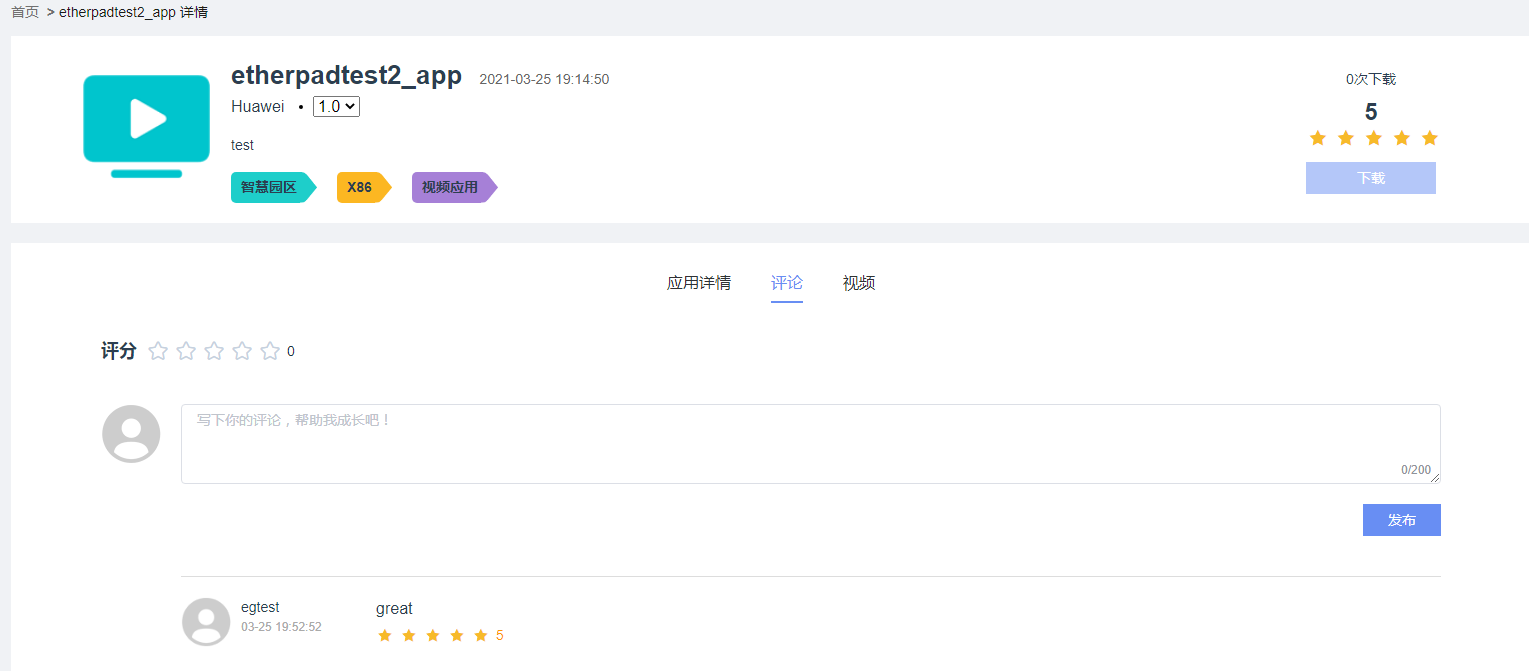 首页 > etherpadtest2_app 详情
etherpadtest2_app 2021-03-25 19:14:50
Huawei • 1.0
test
智慧园区 X86 视频应用
0次下载
5
下载
应用详情 评论 视频
评分 0
写下你的评论，帮助我成长吧！
0/200
发布
egtest
03-25 19:52:52
great
5